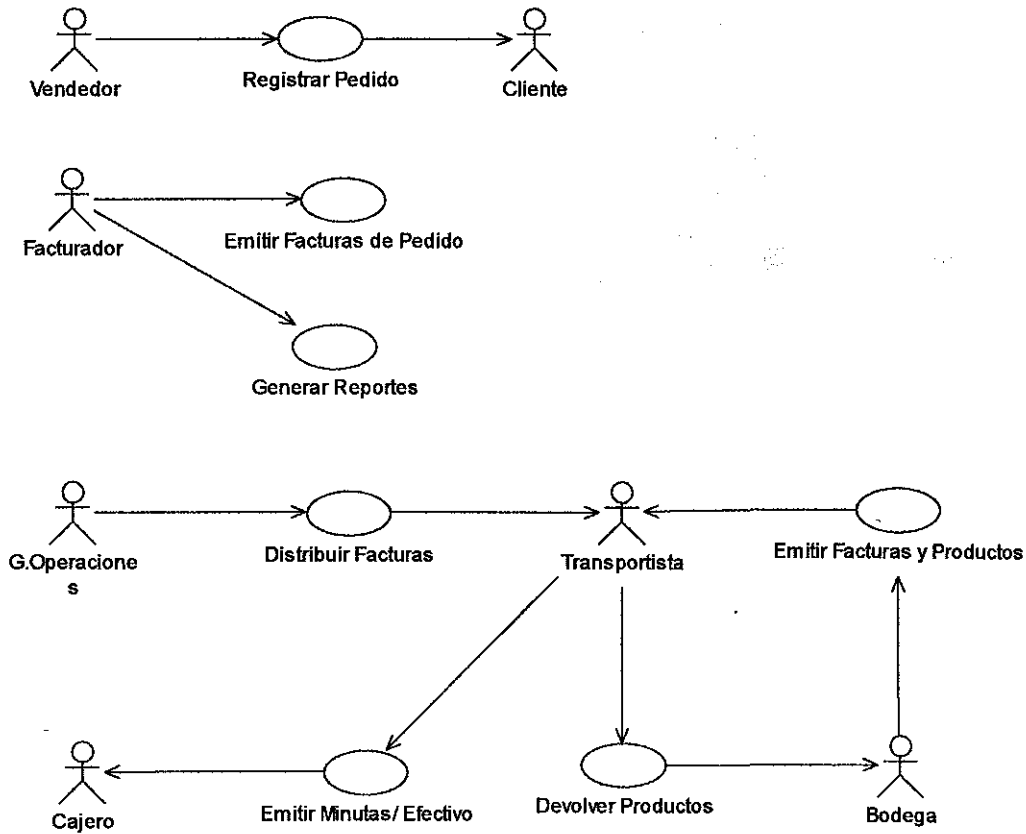 Vendedor
Registrar Pedido
Cliente
Facturador
Emitir Facturas de Pedido
Generar Reportes
G.Operacione
s
Distribuir Facturas
Transportista
Emitir Facturas y Productos
Cajero
Emitir Minutas/ Efectivo
Devolver Productos
Bodega